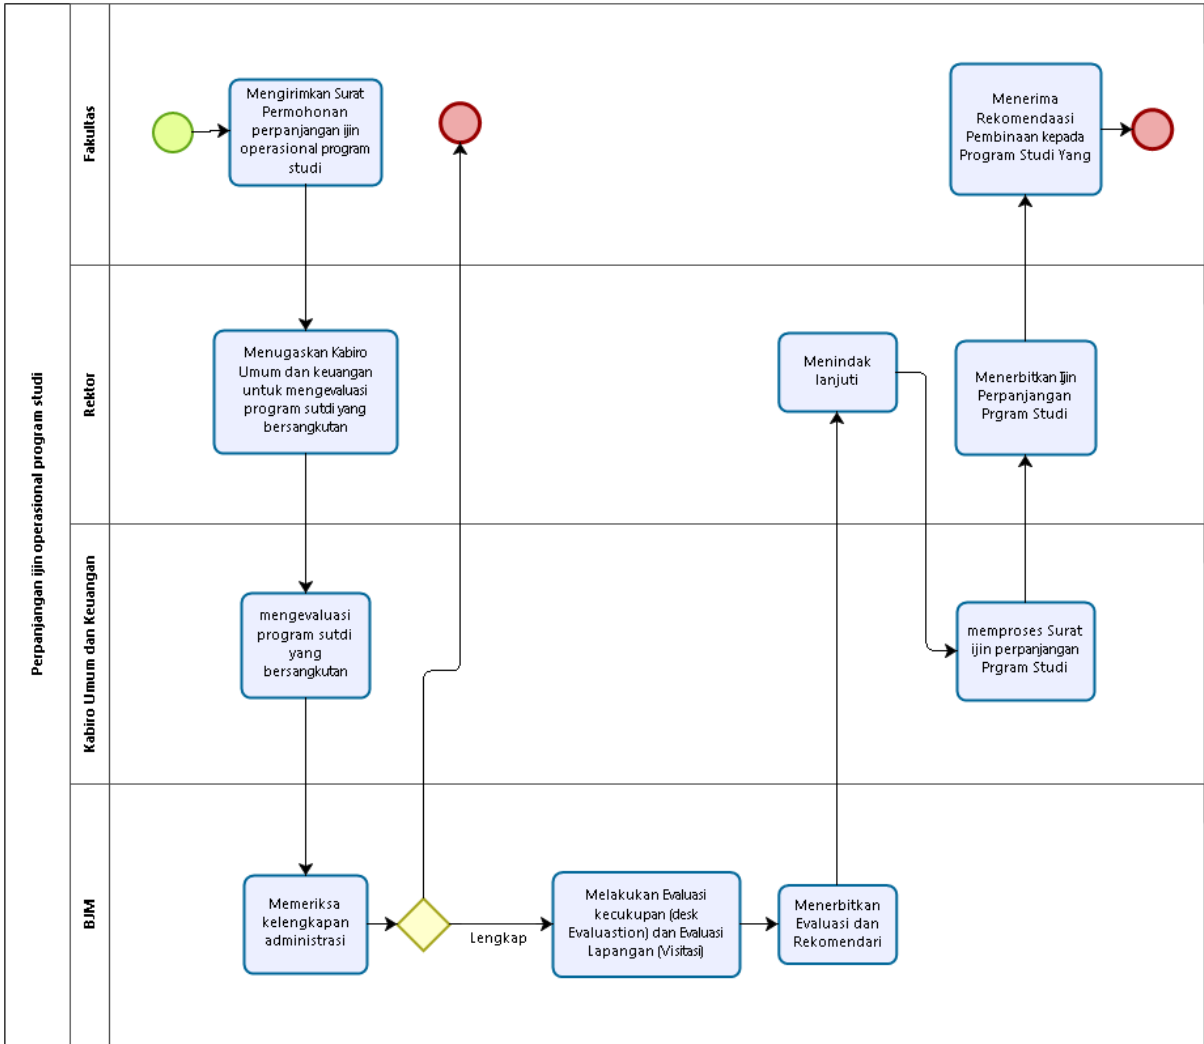 Perpanjangan ijin operasional program studi
Fakultas
Mengirimkan Surat
Permohonan
perpanjangan ijin
operasional program
studi
Menerima
Rekomendaasi
Pembinaan kepada
Program Studi Yang
Rektor
Menugaskan Kabiro
Umum dan keuangan
untuk mengevaluasi
program sutdi yang
bersangkutan
Menindak
lanjuti
Menerbitkan Ijin
Perpanjangan
Prgram Studi
Kabiro Umum dan Keuangan
mengevaluasi
program sutdi
yang
bersangkutan
memproses Surat
ijin perpanjangan
Prgram Studi
BJM
Memeriksa
kelengkapan
administrasi
Lengkap
Melakukan Evaluasi
kecukupan (desk
Evaluastion) dan Evaluasi
Lapangan (Visitasi)
Menerbitkan
Evaluasi dan
Rekomendari